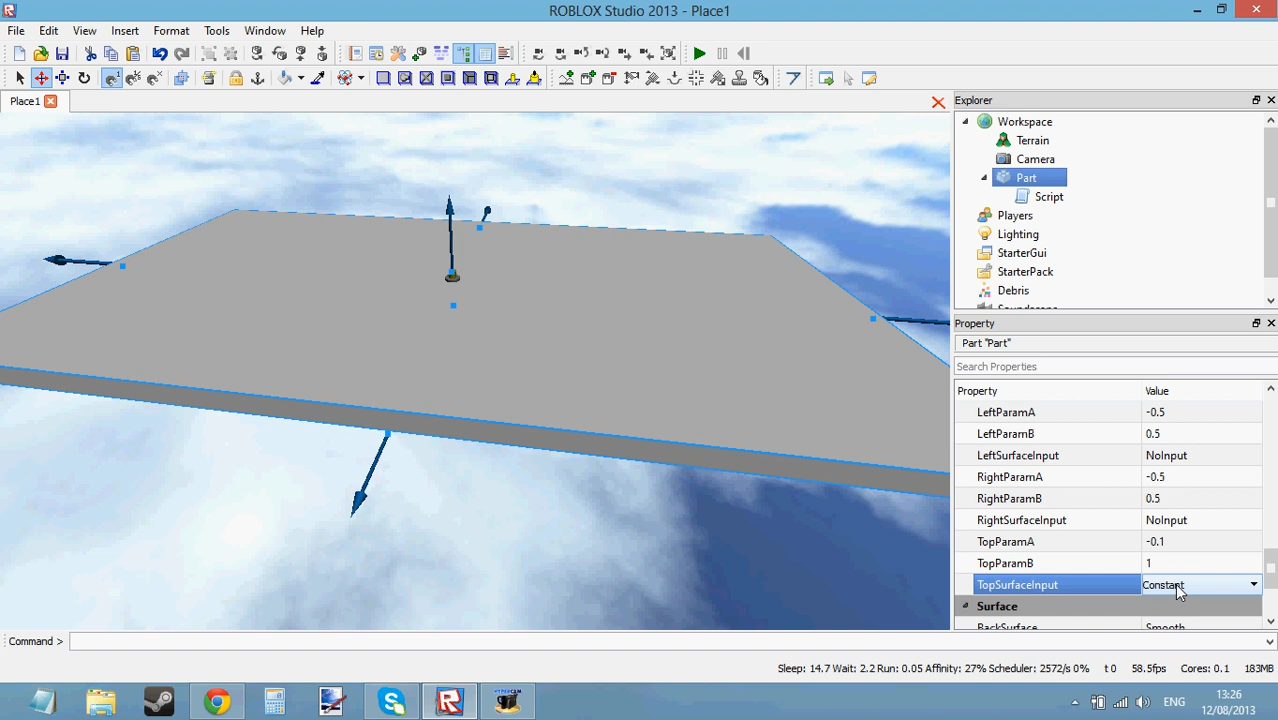 ROBLOX Studio 2013 - Place1
File Edit View Insert Format Tools Window Help
Place1
Explorer
Workspace
Terrain
Camera
Part
Script
Players
Lighting
StarterGui
StarterPack
Debris
Property
Part "Part"
Search Properties
Property Value
LeftParamA -0.5
LeftParamB 0.5
LeftSurfaceInput NoInput
RightParamA -0.5
RightParamB 0.5
RightSurfaceInput NoInput
TopParamA -0.1
TopParamB 1
TopSurfaceInput Constant
Surface
BackSurface Smooth
Command >
Sleep: 14.7 Wait: 2.2 Run: 0.05 Affinity: 27% Scheduler: 2572/s 0% t 0 58.5fps Cores: 0.1 183MB
ENG
13:26
12/08/2013